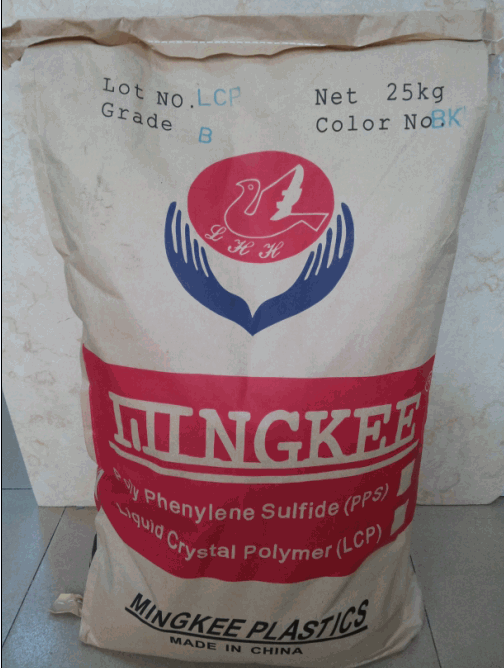 Lot NO. LCP Net 25kg
Grade B Color No. BK
L H H
MINGKEE
Poly Phenylene Sulfide (PPS)
Liquid Crystal Polymer (LCP)
MINGKEE PLASTICS
MADE IN CHINA